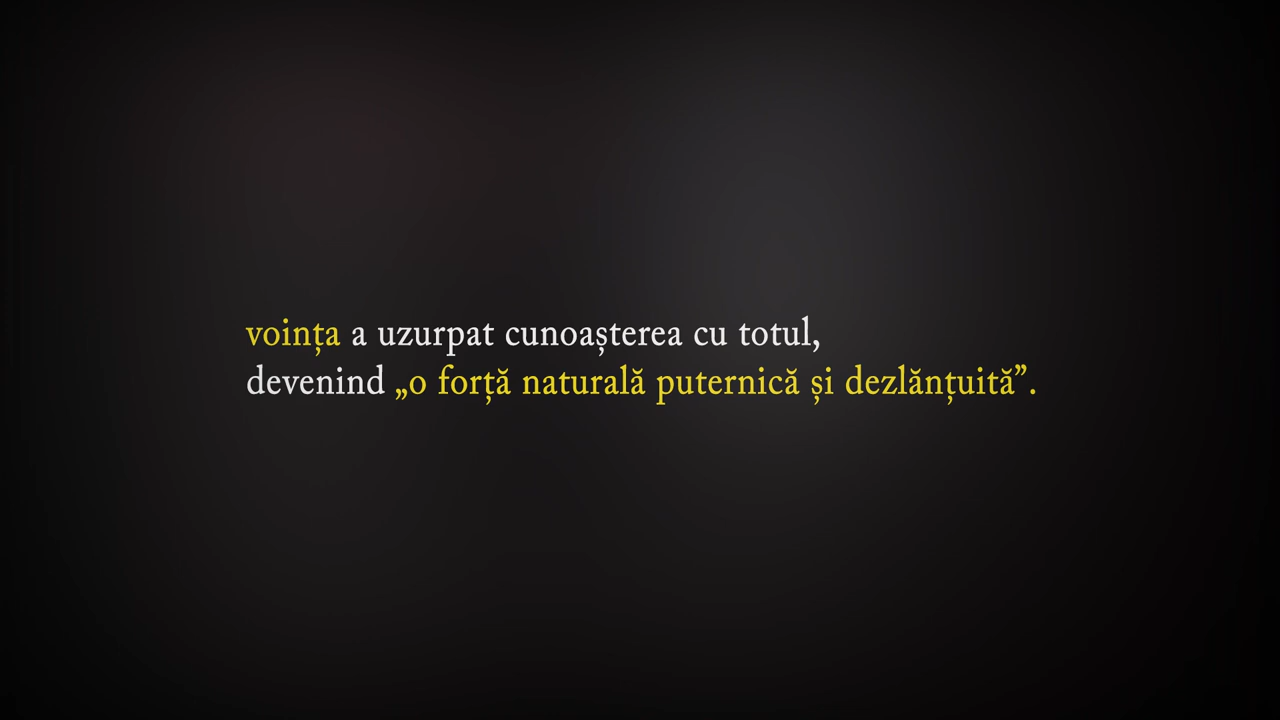 voința a uzurpat cunoașterea cu totul,
devenind „o forță naturală puternică și dezlănțuită”.